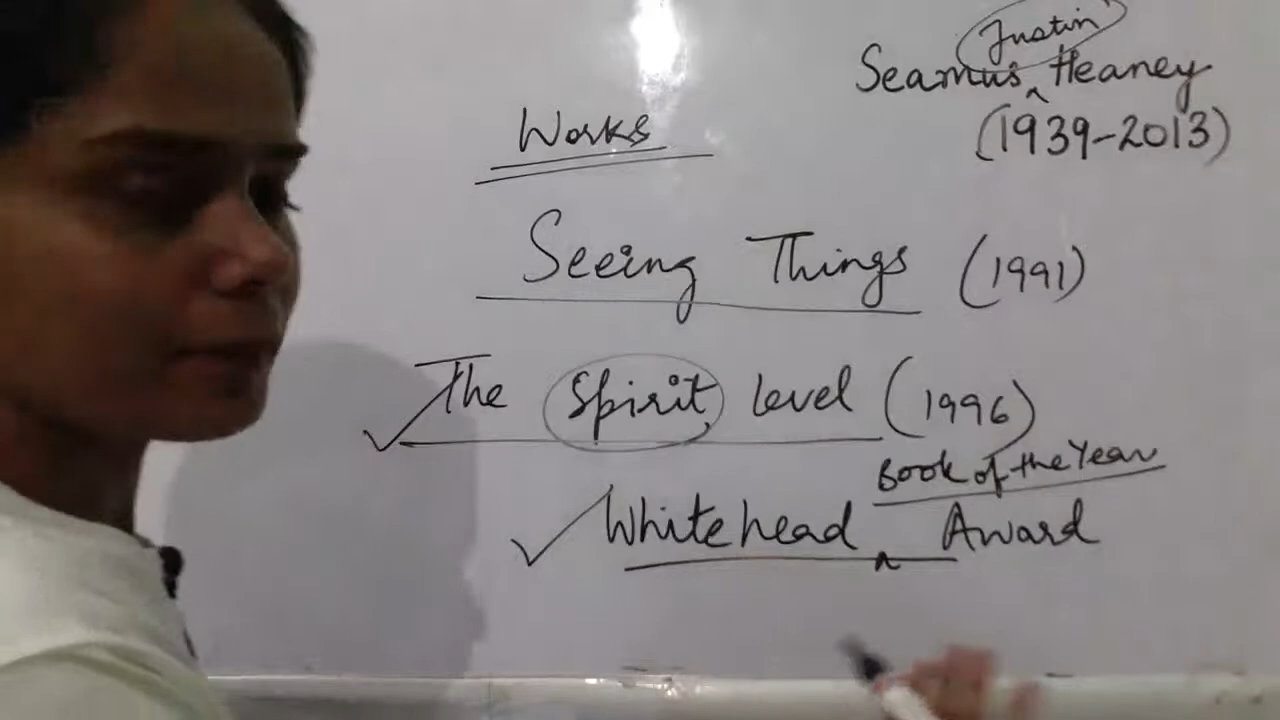 Justin
Seamus ^ Heaney
(1939-2013)
Works
Seeing Things (1991)
The Spirit Level (1996)
Book of the Year
Whitehead ^ Award